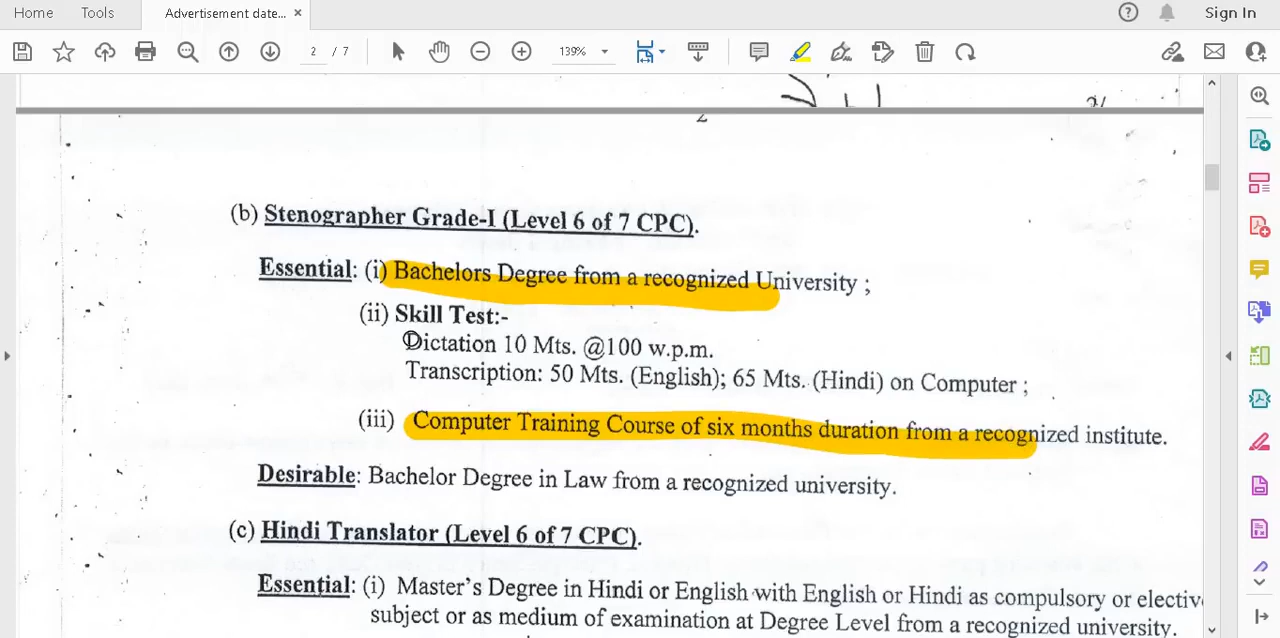 Home Tools Advertisement date... × Sign In
2 / 7 139%
2
(b) Stenographer Grade-I (Level 6 of 7 CPC).
Essential: (i) Bachelors Degree from a recognized University ;
(ii) Skill Test:-
Dictation 10 Mts. @100 w.p.m.
Transcription: 50 Mts. (English); 65 Mts. (Hindi) on Computer ;
(iii) Computer Training Course of six months duration from a recognized institute.
Desirable: Bachelor Degree in Law from a recognized university.
(c) Hindi Translator (Level 6 of 7 CPC).
Essential: (i) Master's Degree in Hindi or English with English or Hindi as compulsory or electiv
subject or as medium of examination at Degree Level from a recognized university.